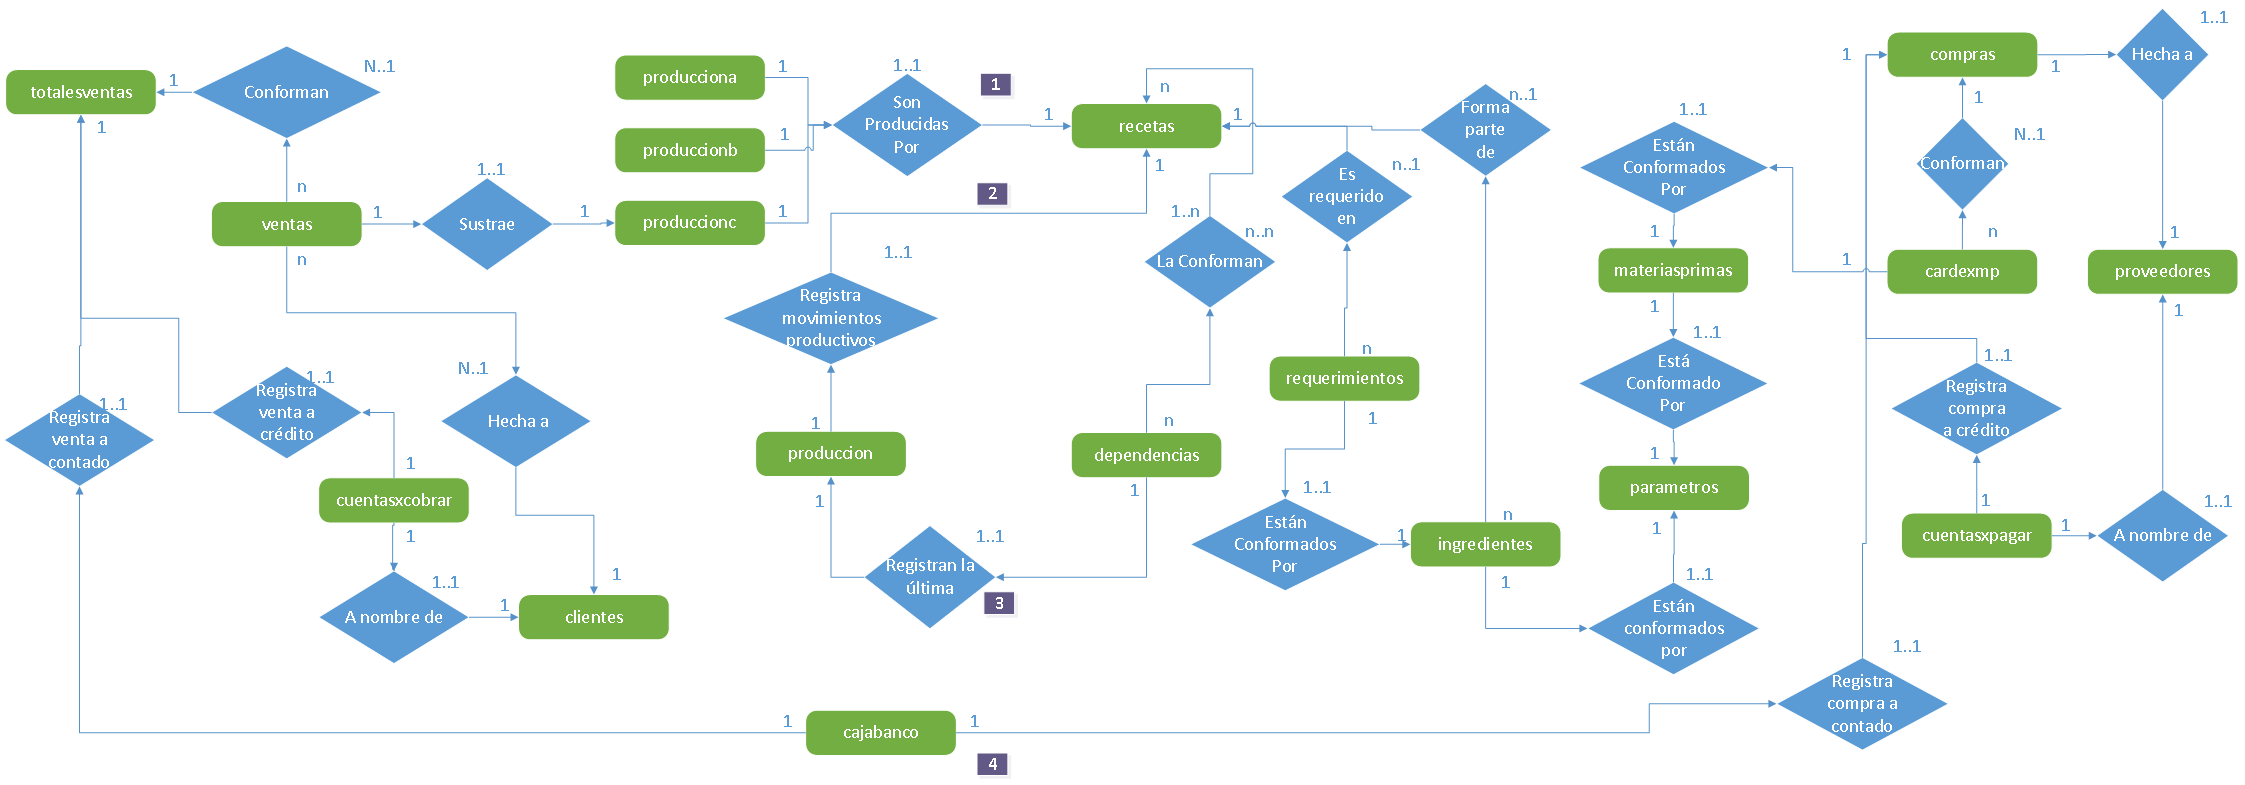 totalesventas
1
Conforman
N..1
n
ventas
1
n
1
Sustrae
1..1
1
producciona
1
produccionb
1
produccionc
1
1..1
Son
Producidas
Por
1
1
recetas
n
1
1
2
1..1
Registra
movimientos
productivos
1
produccion
1
1..1
Registran la
última
3
1..n
n..n
La Conforman
n
dependencias
1
n..1
Es
requerido
en
n
requerimientos
1
1..1
Están
Conformados
Por
1
ingredientes
n
1
n..1
Forma
parte
de
1..1
Están
Conformados
Por
1
materiasprimas
1
1..1
Está
Conformado
Por
1
parametros
1
1..1
Están
conformados
por
1
compras
1
1
Conforman
N..1
n
cardexmp
1
1..1
Hecha a
1
proveedores
1
1..1
A nombre de
1
1..1
Registra
compra
a crédito
1
cuentasxpagar
1..1
Registra
compra a
contado
1..1
Registra
venta a
contado
1..1
Registra
venta a
crédito
1
cuentasxcobrar
1
1..1
A nombre de
1
N..1
Hecha a
1
clientes
1
cajabanco
1
4